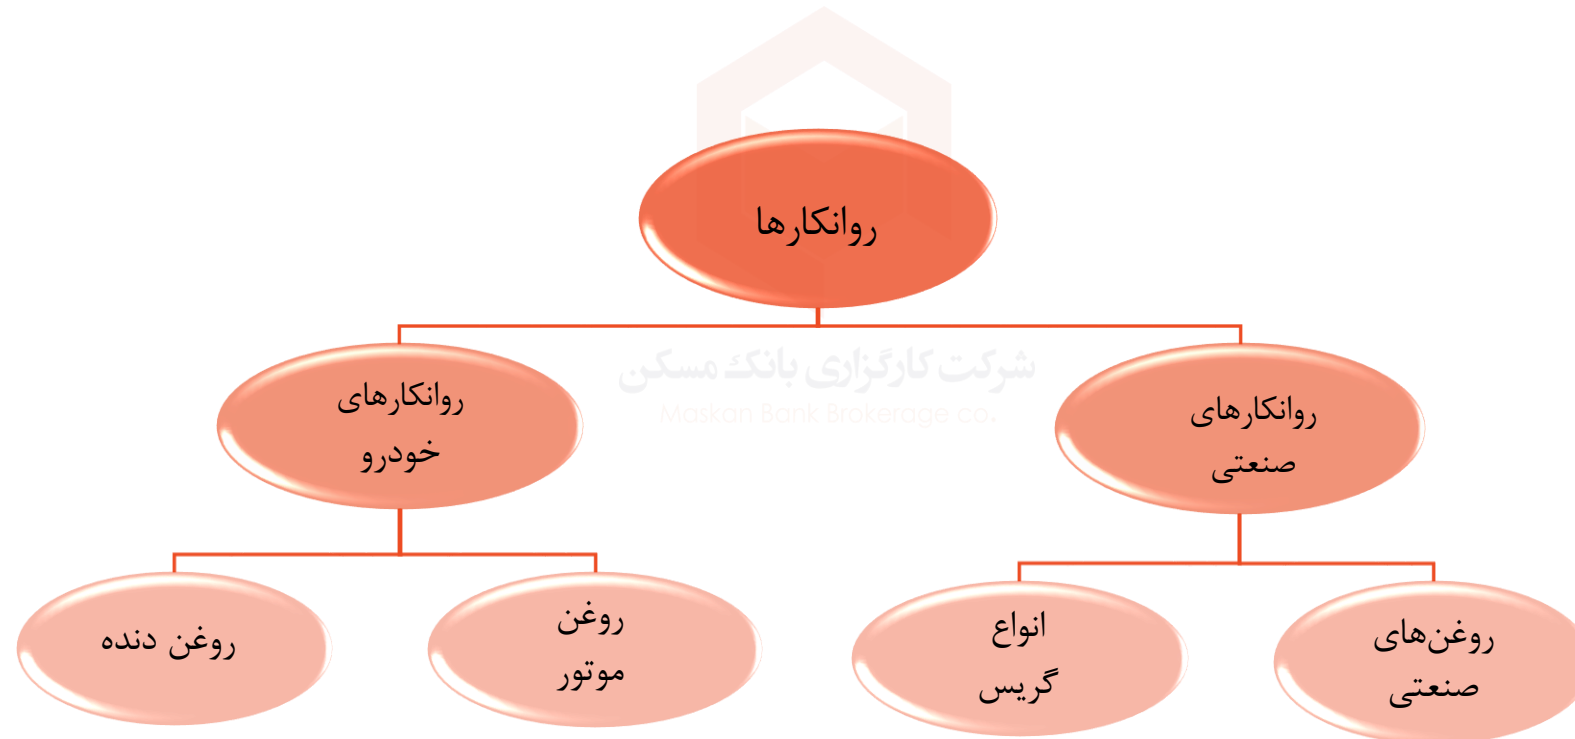 روانکارها
شرکت کارگزاری بانک مسکن
Maskan Bank Brokerage co.
روانکارهای
صنعتی
روانکارهای
خودرو
روغن‌های
صنعتی
انواع
گریس
روغن
موتور
روغن دنده